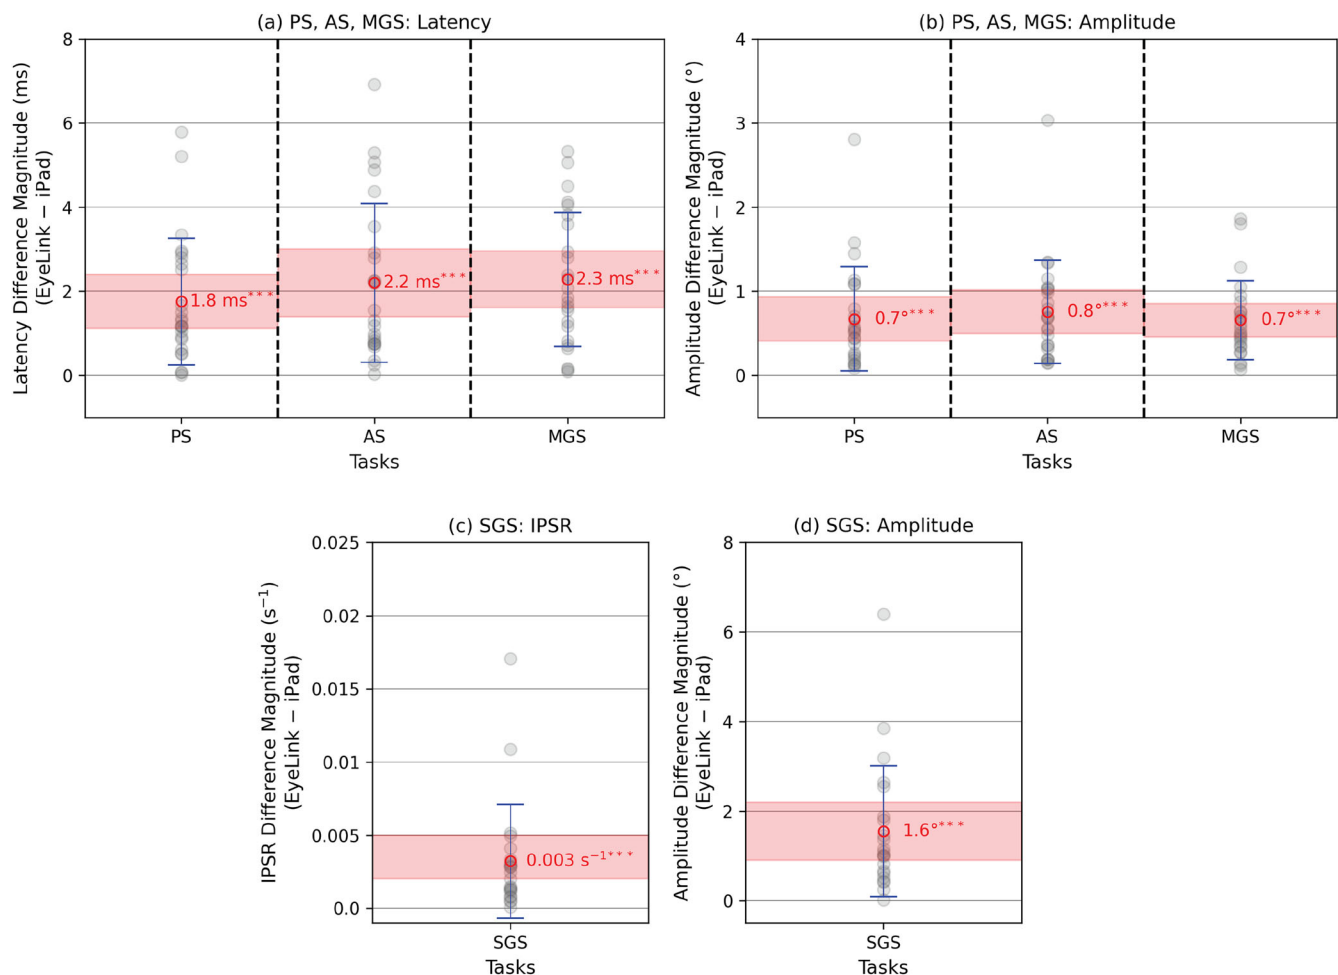 (a) PS, AS, MGS: Latency
Latency Difference Magnitude (ms)
(EyeLink − iPad)
8
6
4
2
0
1.8 ms***
2.2 ms***
2.3 ms***
PS
AS
MGS
Tasks
(b) PS, AS, MGS: Amplitude
Amplitude Difference Magnitude (°)
(EyeLink − iPad)
4
3
2
1
0
0.7°***
0.8°***
0.7°***
PS
AS
MGS
Tasks
(c) SGS: IPSR
IPSR Difference Magnitude (s⁻¹)
(EyeLink − iPad)
0.025
0.02
0.015
0.01
0.005
0.0
0.003 s⁻¹***
SGS
Tasks
(d) SGS: Amplitude
Amplitude Difference Magnitude (°)
(EyeLink − iPad)
8
6
4
2
0
1.6°***
SGS
Tasks